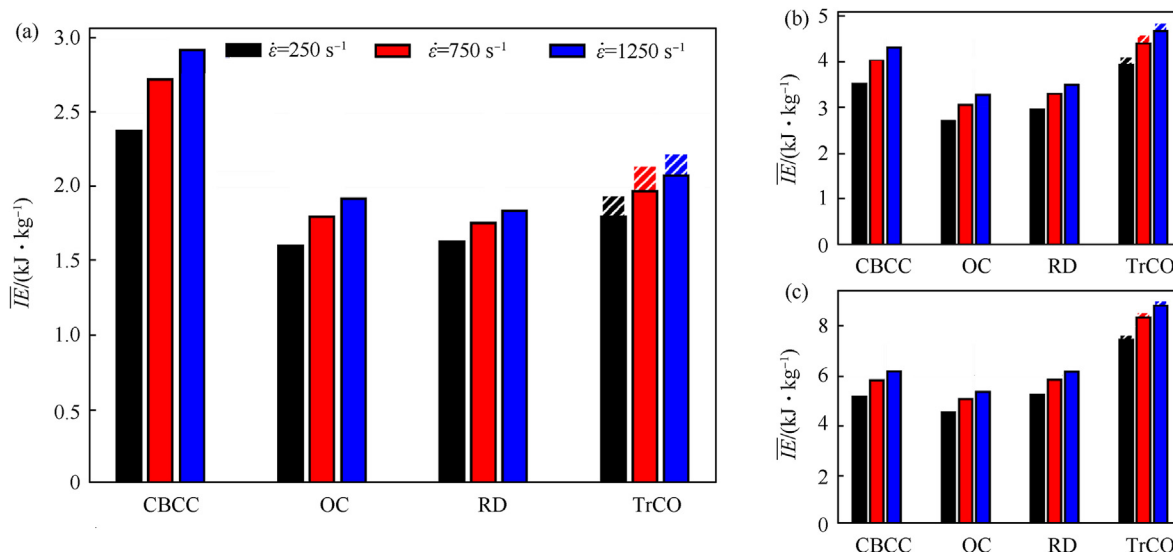 (a)
3.0
2.5
2.0
1.5
1.0
0.5
0
IE/(kJ • kg⁻¹)
ε̇=250 s⁻¹ ε̇=750 s⁻¹ ε̇=1250 s⁻¹
CBCC OC RD TrCO
(b)
5
4
3
2
1
0
IE/(kJ • kg⁻¹)
CBCC OC RD TrCO
(c)
8
6
4
2
0
IE/(kJ • kg⁻¹)
CBCC OC RD TrCO